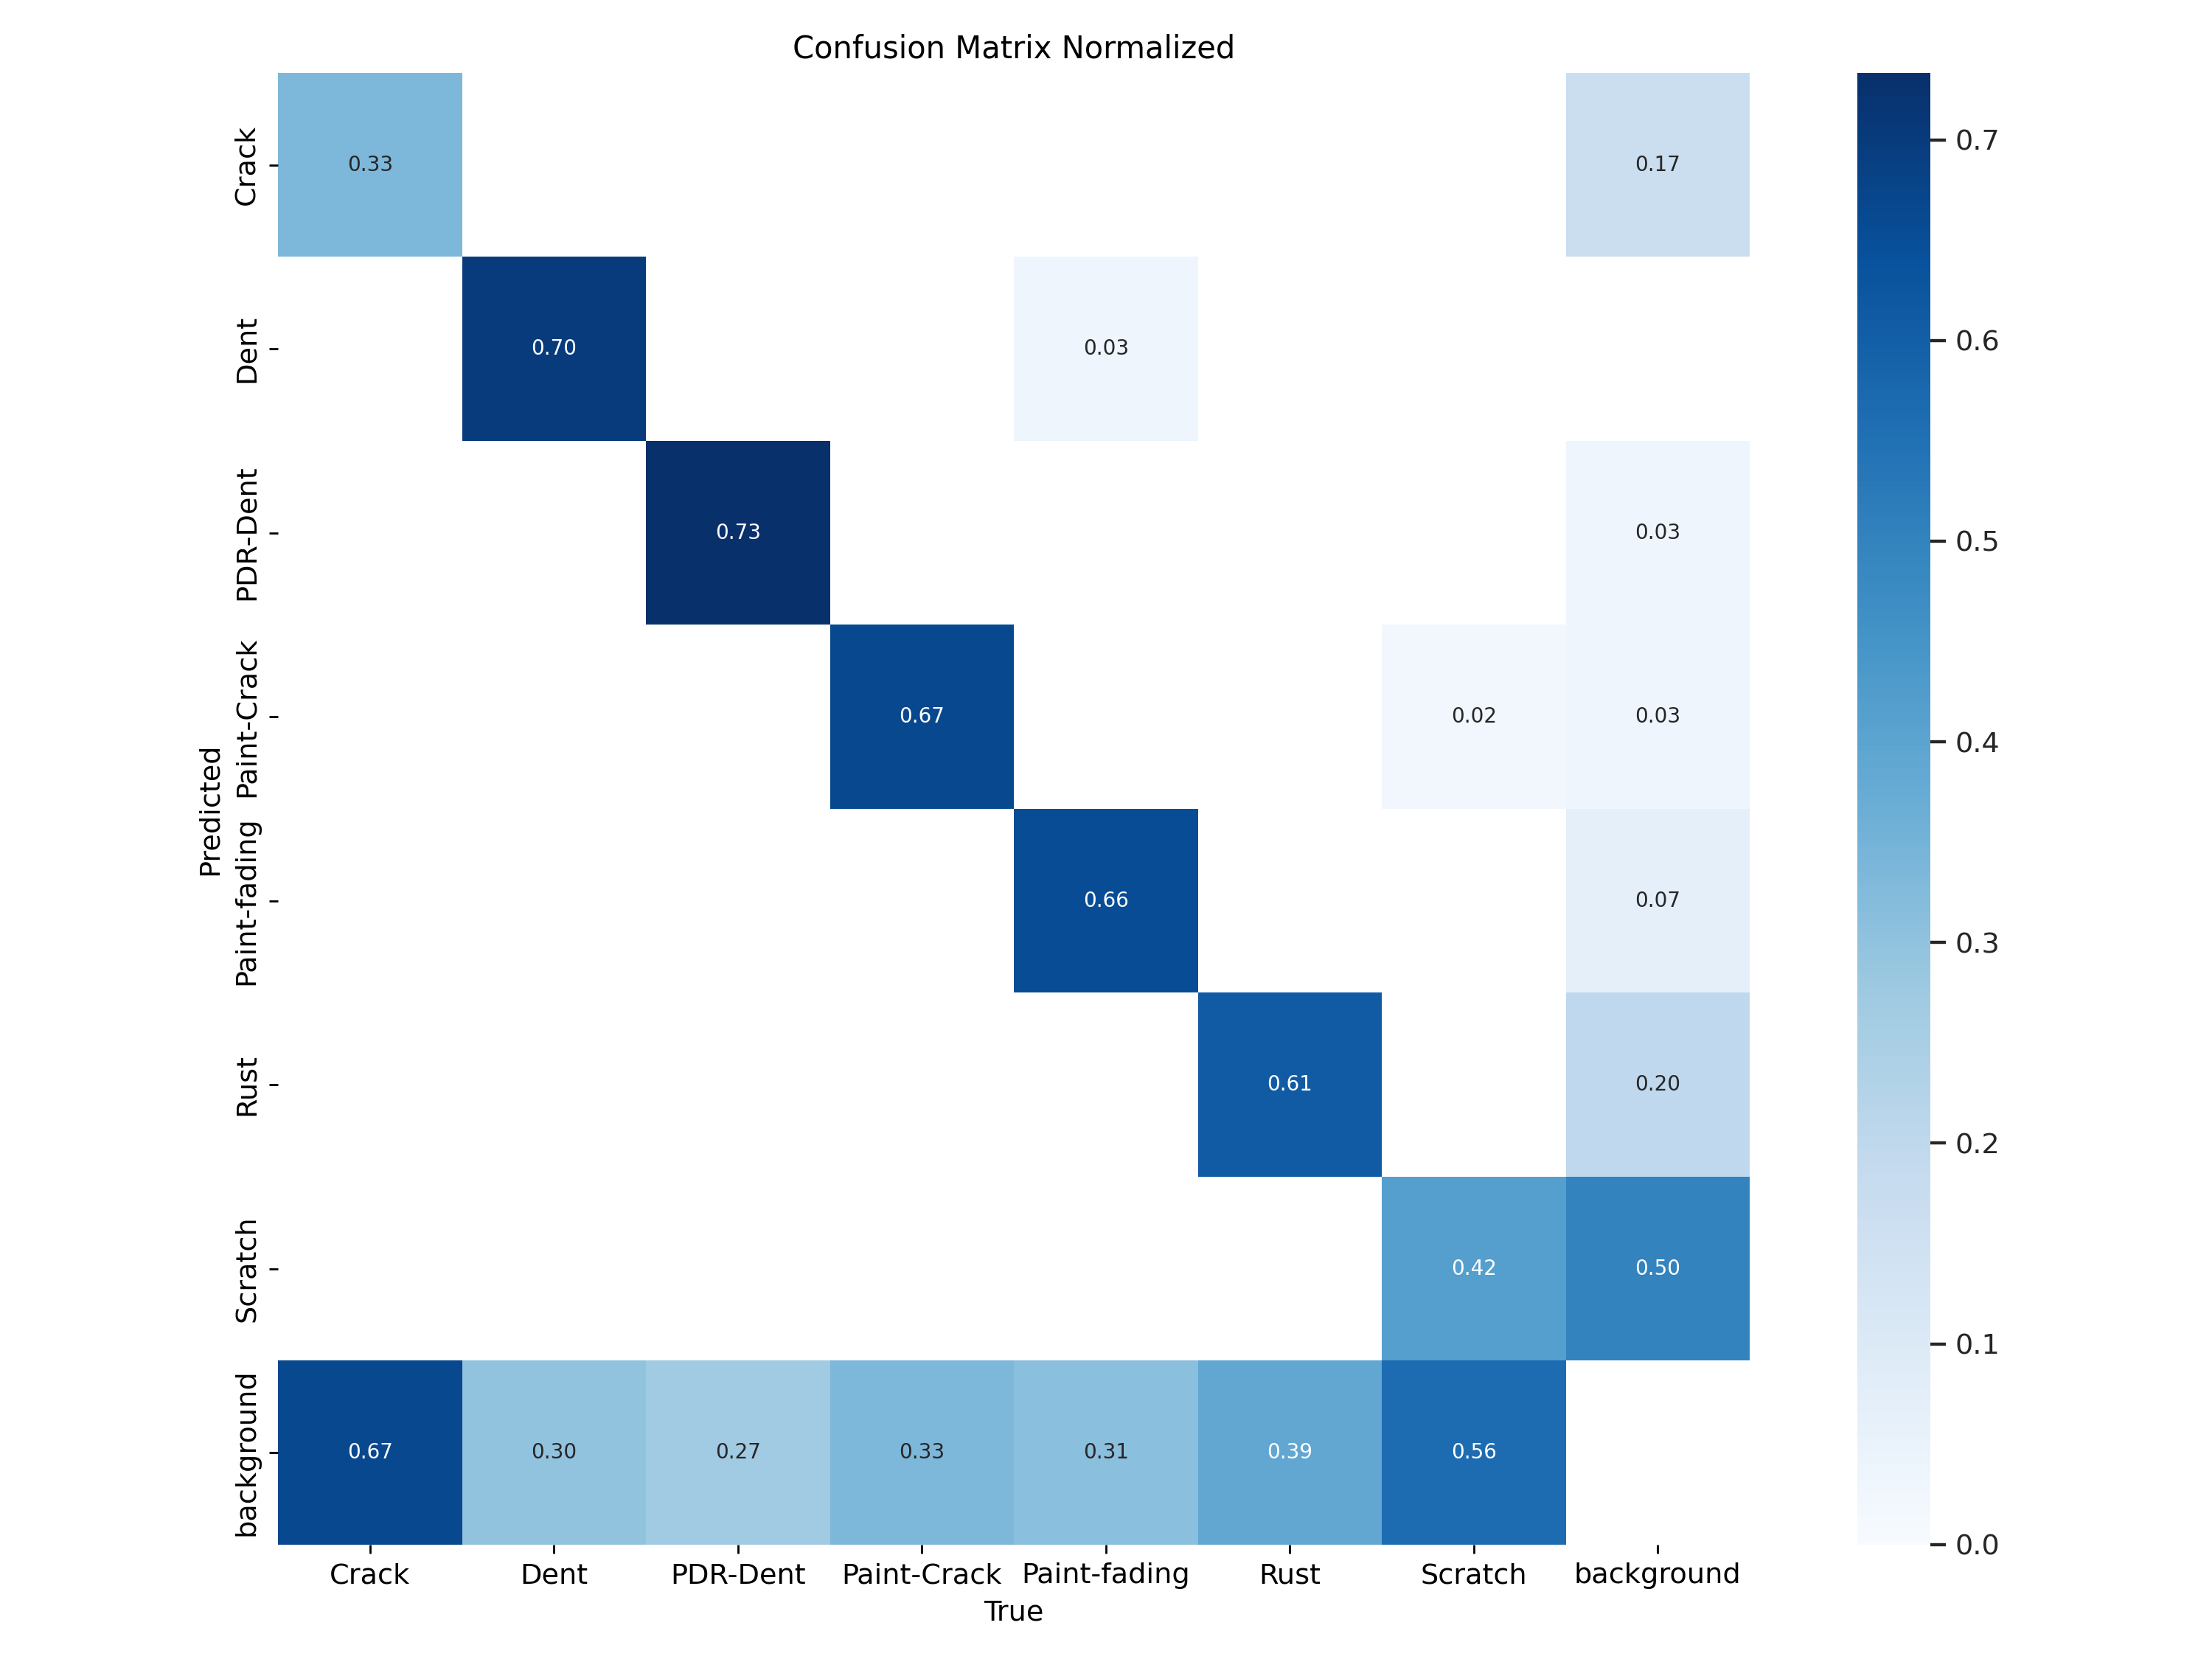 Confusion Matrix Normalized
Crack
0.33
0.17
0.7
Dent
0.70
0.03
0.6
PDR-Dent
0.73
0.03
0.5
Paint-Crack
0.67
0.02
0.03
0.4
Predicted
Paint-fading
0.66
0.07
0.3
Rust
0.61
0.20
0.2
Scratch
0.42
0.50
0.1
background
0.67
0.30
0.27
0.33
0.31
0.39
0.56
0.0
Crack
Dent
PDR-Dent
Paint-Crack
Paint-fading
Rust
Scratch
background
True